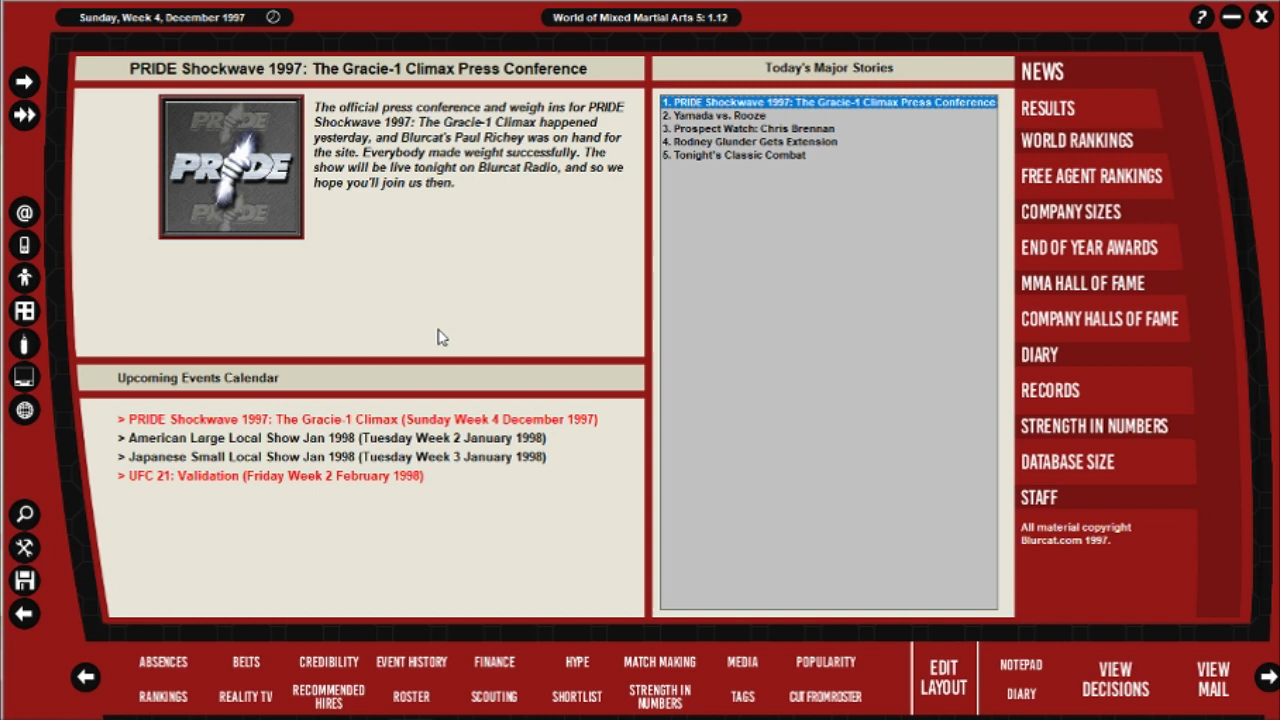 Sunday, Week 4, December 1997
World of Mixed Martial Arts 5: 1.12
?
X
PRIDE Shockwave 1997: The Gracie-1 Climax Press Conference
PRIDE
PRIDE
PRIDE
The official press conference and weigh ins for PRIDE
Shockwave 1997: The Gracie-1 Climax happened
yesterday, and Blurcat's Paul Richey was on hand for
the site. Everybody made weight successfully. The
show will be live tonight on Blurcat Radio, and so we
hope you'll join us then.
Upcoming Events Calendar
> PRIDE Shockwave 1997: The Gracie-1 Climax (Sunday Week 4 December 1997)
> American Large Local Show Jan 1998 (Tuesday Week 2 January 1998)
> Japanese Small Local Show Jan 1998 (Tuesday Week 3 January 1998)
> UFC 21: Validation (Friday Week 2 February 1998)
Today's Major Stories
1. PRIDE Shockwave 1997: The Gracie-1 Climax Press Conference
2. Yamada vs. Rooze
3. Prospect Watch: Chris Brennan
4. Rodney Glunder Gets Extension
5. Tonight's Classic Combat
NEWS
RESULTS
WORLD RANKINGS
FREE AGENT RANKINGS
COMPANY SIZES
END OF YEAR AWARDS
MMA HALL OF FAME
COMPANY HALLS OF FAME
DIARY
RECORDS
STRENGTH IN NUMBERS
DATABASE SIZE
STAFF
All material copyright
Blurcat.com 1997.
@
ABSENCES
BELTS
CREDIBILITY
EVENT HISTORY
FINANCE
HYPE
MATCH MAKING
MEDIA
POPULARITY
RANKINGS
REALITY TV
RECOMMENDED
HIRES
ROSTER
SCOUTING
SHORTLIST
STRENGTH IN
NUMBERS
TAGS
CUT FROM ROSTER
EDIT
LAYOUT
NOTEPAD
DIARY
VIEW
DECISIONS
VIEW
MAIL